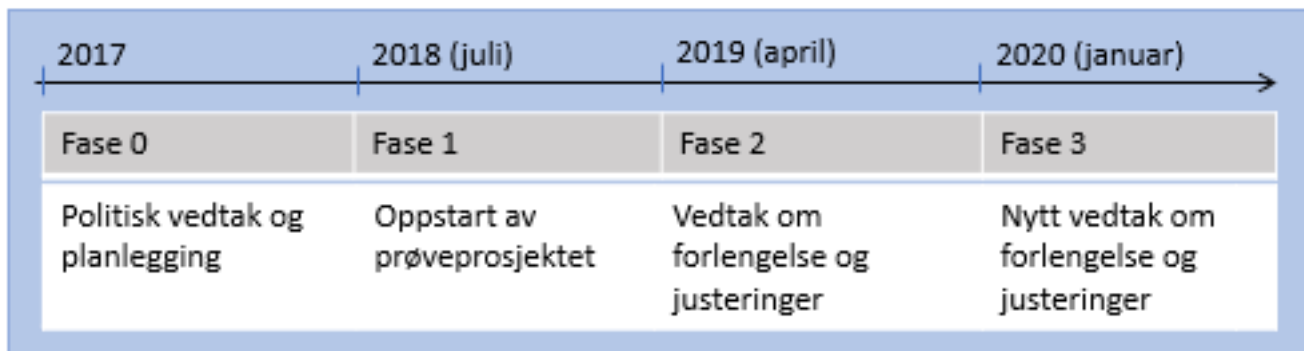 2017
2018 (juli)
2019 (april)
2020 (januar)
Fase 0
Fase 1
Fase 2
Fase 3
Politisk vedtak og
planlegging
Oppstart av
prøveprosjektet
Vedtak om
forlengelse og
justeringer
Nytt vedtak om
forlengelse og
justeringer